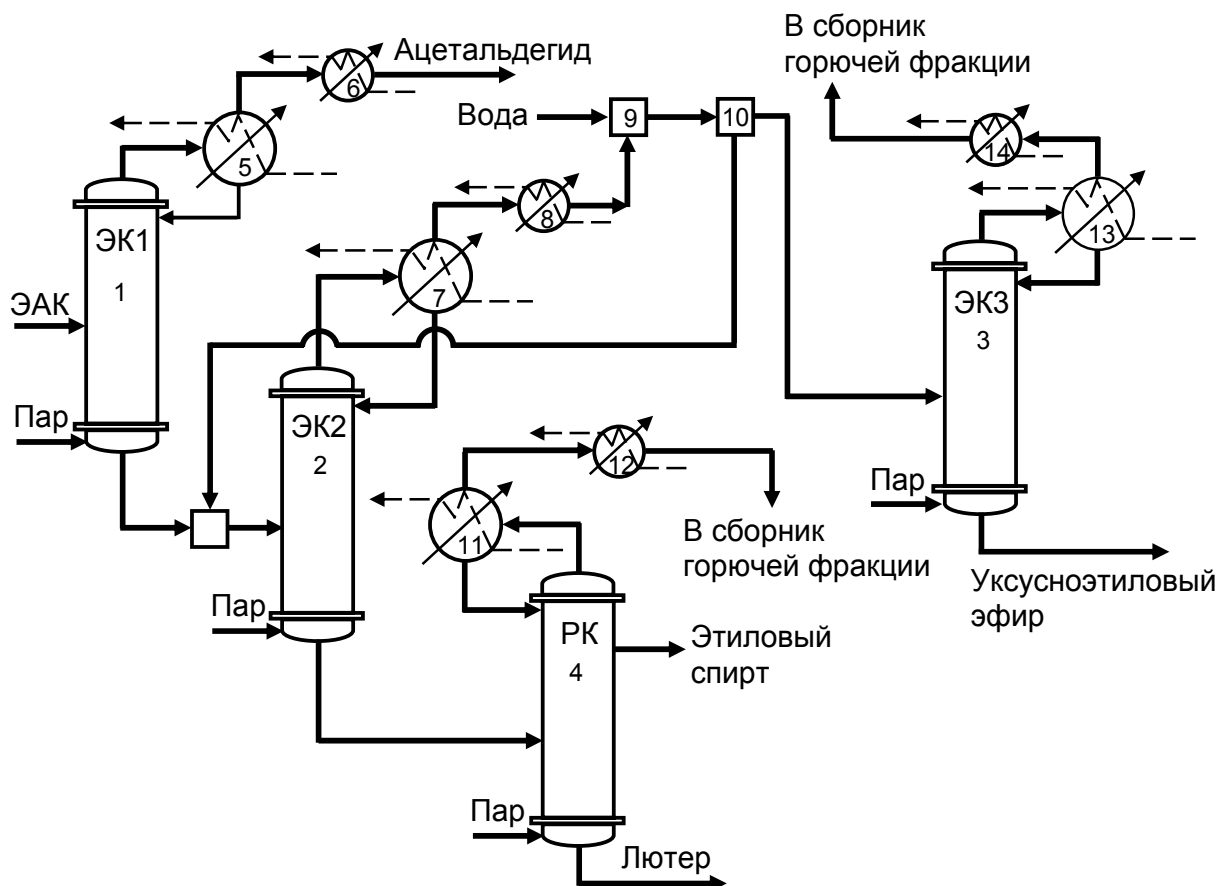 В сборник
горючей фракции
Ацетальдегид
6
Вода
9
10
14
5
ЭК1
1
8
13
7
ЭК3
3
ЭАК
Пар
ЭК2
2
12
Пар
11
В сборник
горючей фракции
Уксусноэтиловый
эфир
Пар
РК
4
Этиловый
спирт
Пар
Лютер